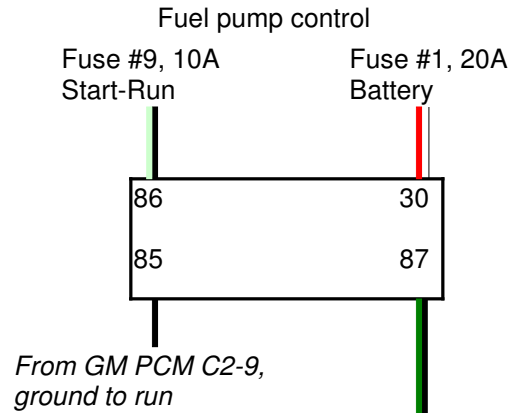 Fuel pump control
Fuse #9, 10A
Start-Run
Fuse #1, 20A
Battery
86
30
85
87
From GM PCM C2-9,
ground to run